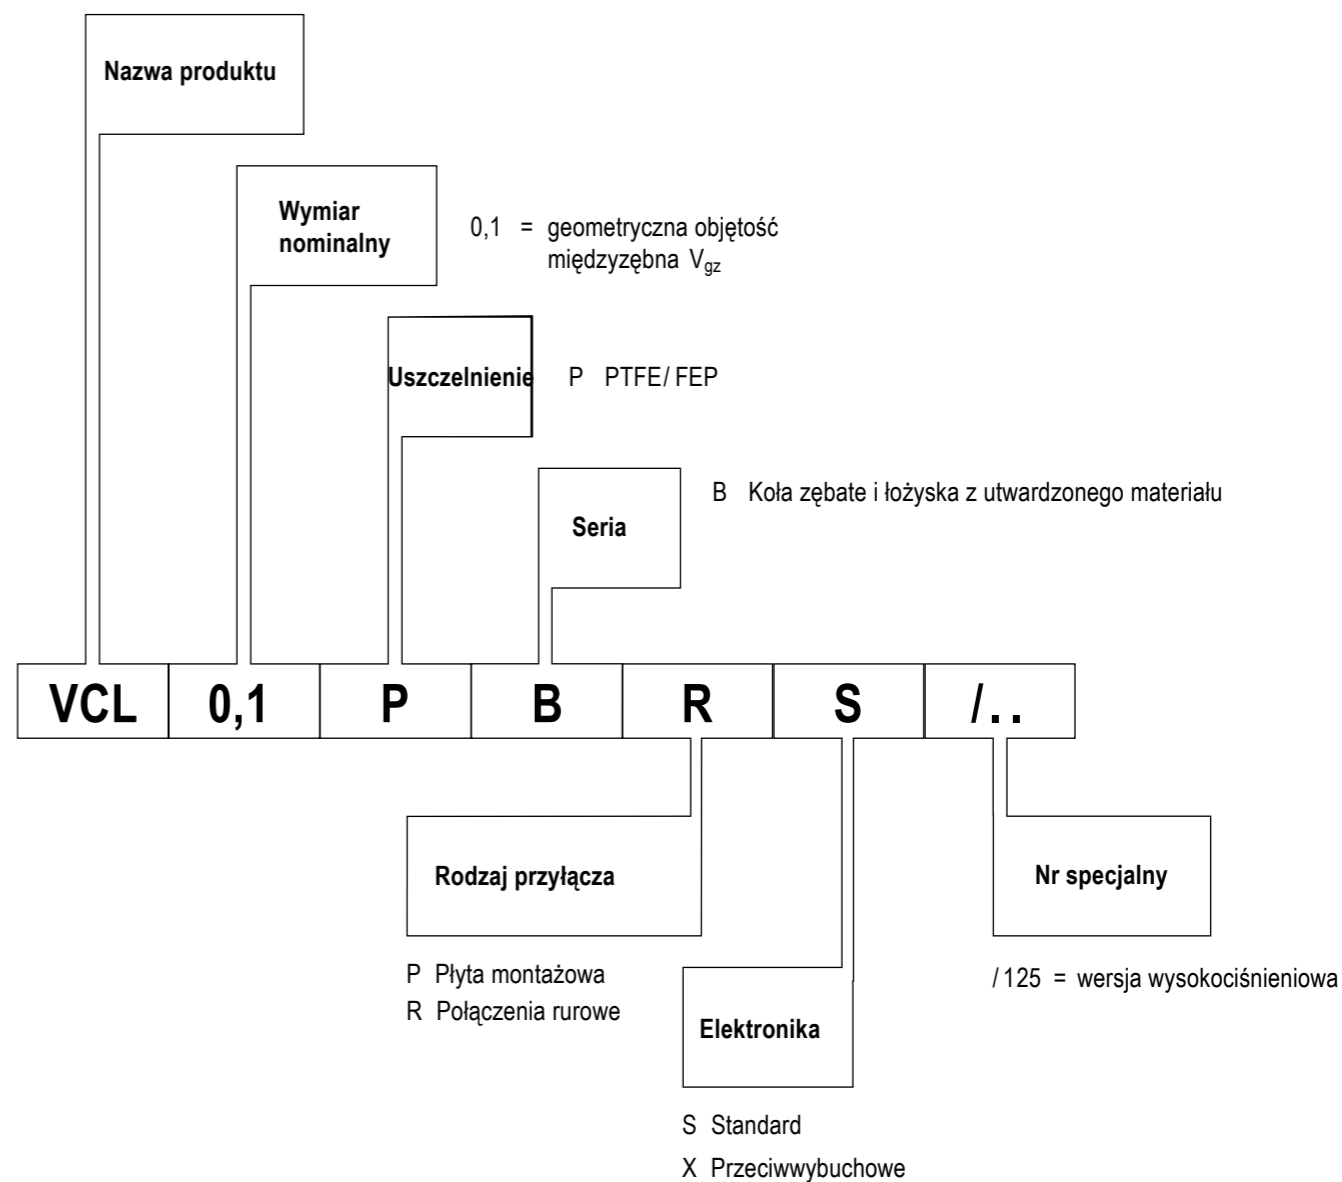 Nazwa produktu
Wymiar
nominalny
0,1 = geometryczna objętość
międzyzębna Vgz
Uszczelnienie
P PTFE/ FEP
Seria
B Koła zębate i łożyska z utwardzonego materiału
VCL 0,1 P B R S /..
Rodzaj przyłącza
P Płyta montażowa
R Połączenia rurowe
Elektronika
S Standard
X Przeciwwybuchowe
Nr specjalny
/ 125 = wersja wysokociśnieniowa